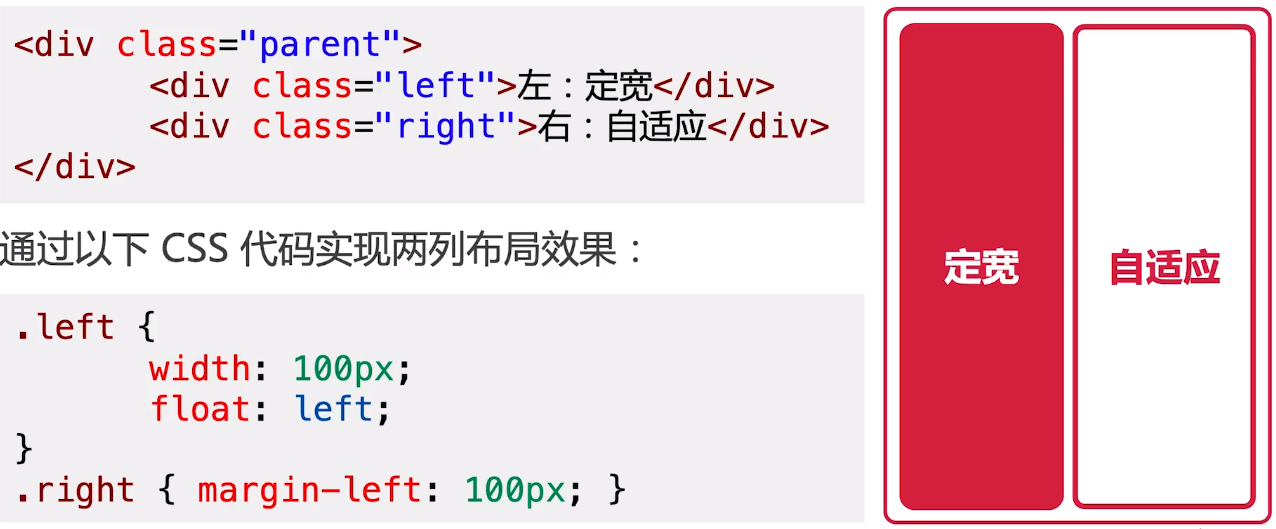 <div class="parent">
<div class="left">左：定宽</div>
<div class="right">右：自适应</div>
</div>
通过以下 CSS 代码实现两列布局效果：
.left {
width: 100px;
float: left;
}
.right { margin-left: 100px; }
定宽
自适应